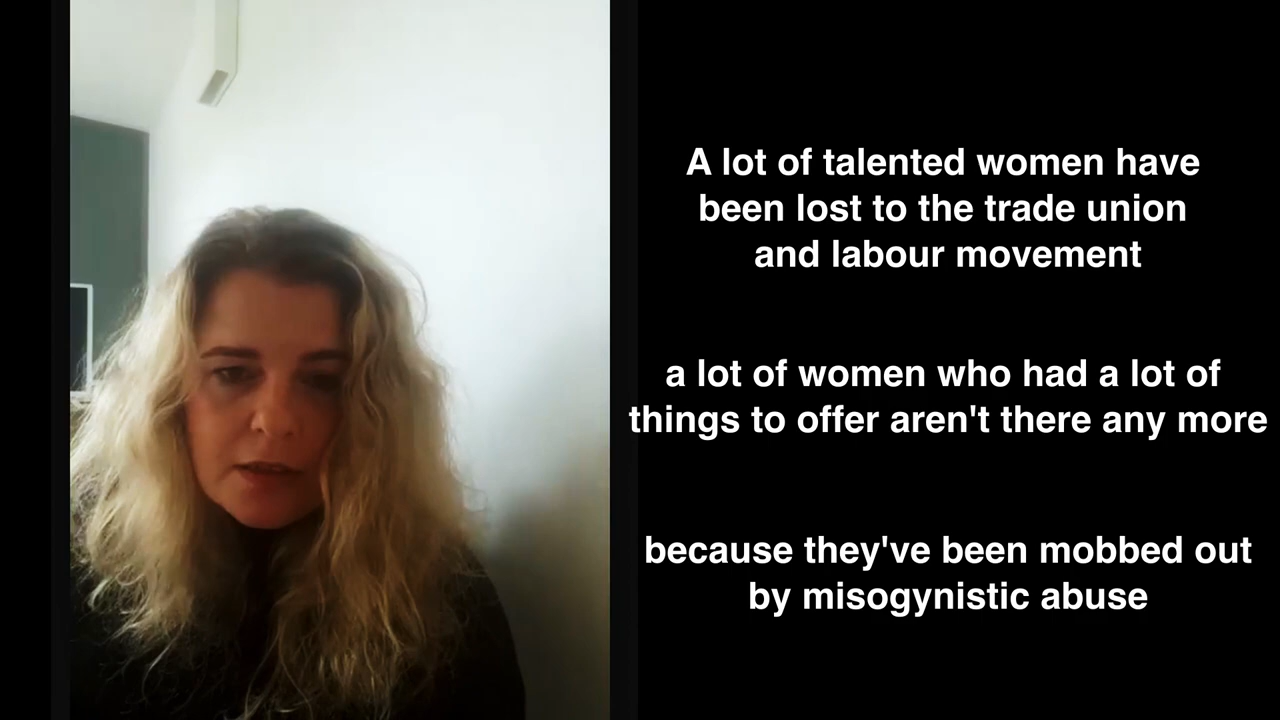 A lot of talented women have
been lost to the trade union
and labour movement
a lot of women who had a lot of
things to offer aren't there any more
because they've been mobbed out
by misogynistic abuse